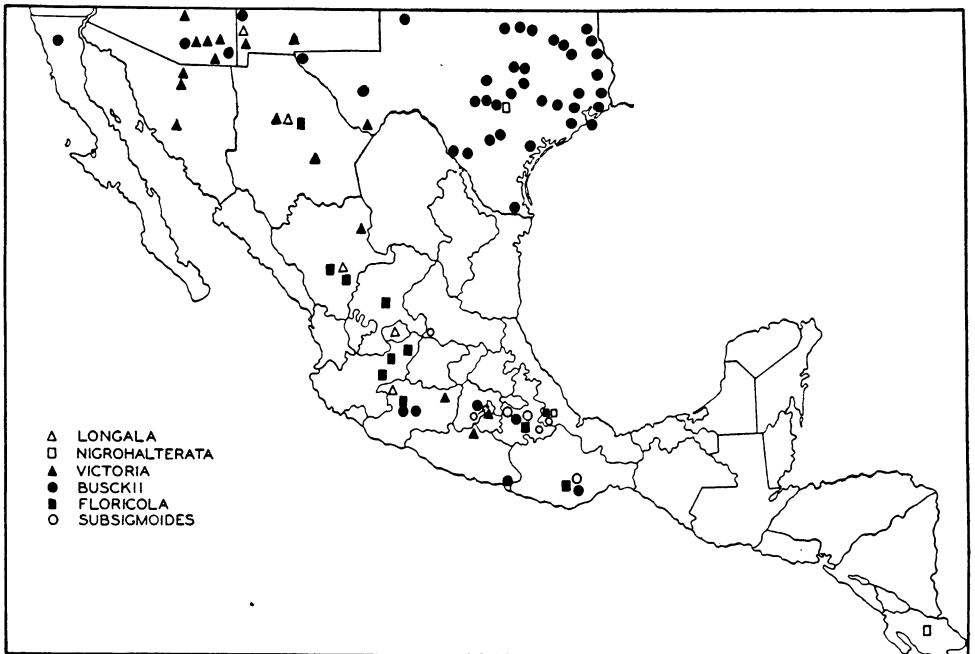 LONGALA
NIGROHALTERATA
VICTORIA
BUSCKII
FLORICOLA
SUBSIGMOIDES